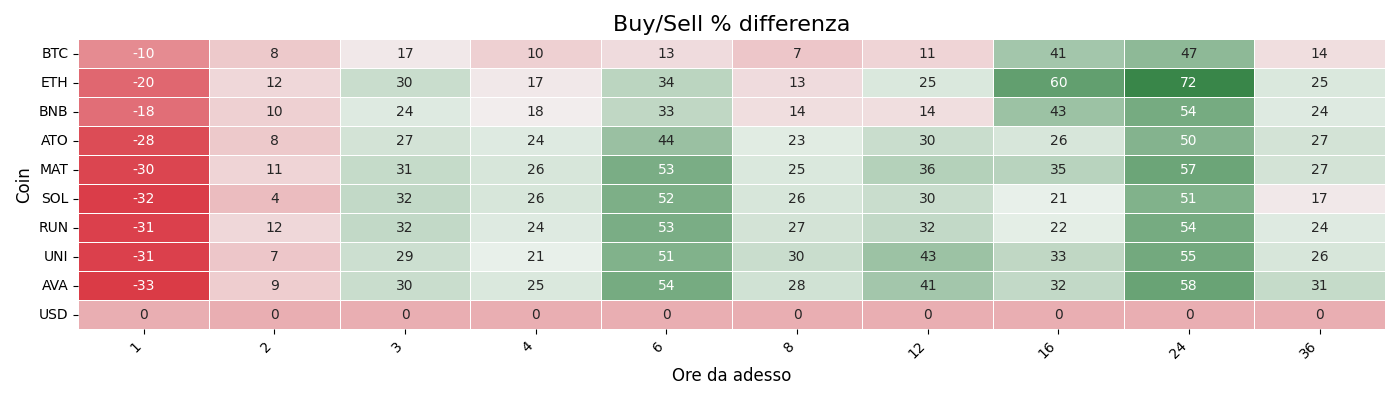 Buy/Sell % differenza
Coin
BTC -10 8 17 10 13 7 11 41 47 14
ETH -20 12 30 17 34 13 25 60 72 25
BNB -18 10 24 18 33 14 14 43 54 24
ATO -28 8 27 24 44 23 30 26 50 27
MAT -30 11 31 26 53 25 36 35 57 27
SOL -32 4 32 26 52 26 30 21 51 17
RUN -31 12 32 24 53 27 32 22 54 24
UNI -31 7 29 21 51 30 43 33 55 26
AVA -33 9 30 25 54 28 41 32 58 31
USD 0 0 0 0 0 0 0 0 0 0
1 2 3 4 6 8 12 16 24 36
Ore da adesso